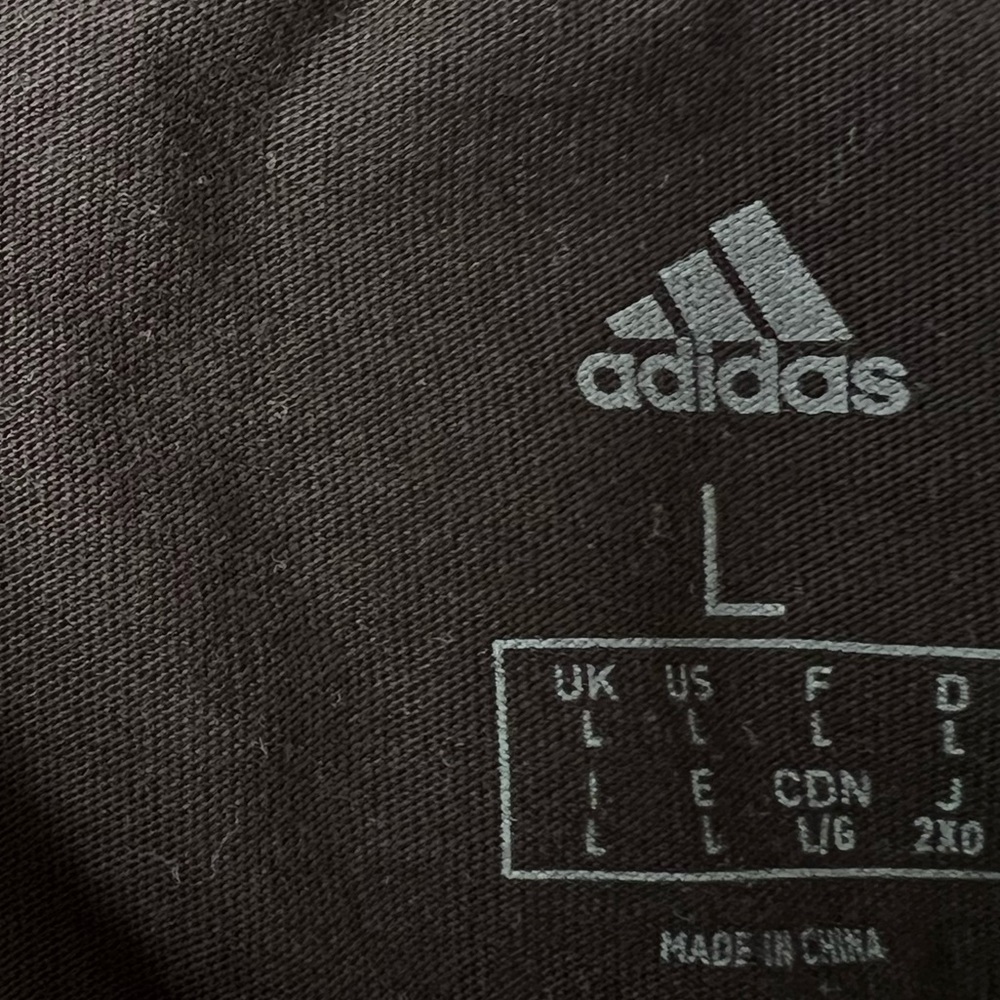 adidas
L
UK US F D
L L L L
I E CDN J
L L L/G 2XO
MADE IN CHINA